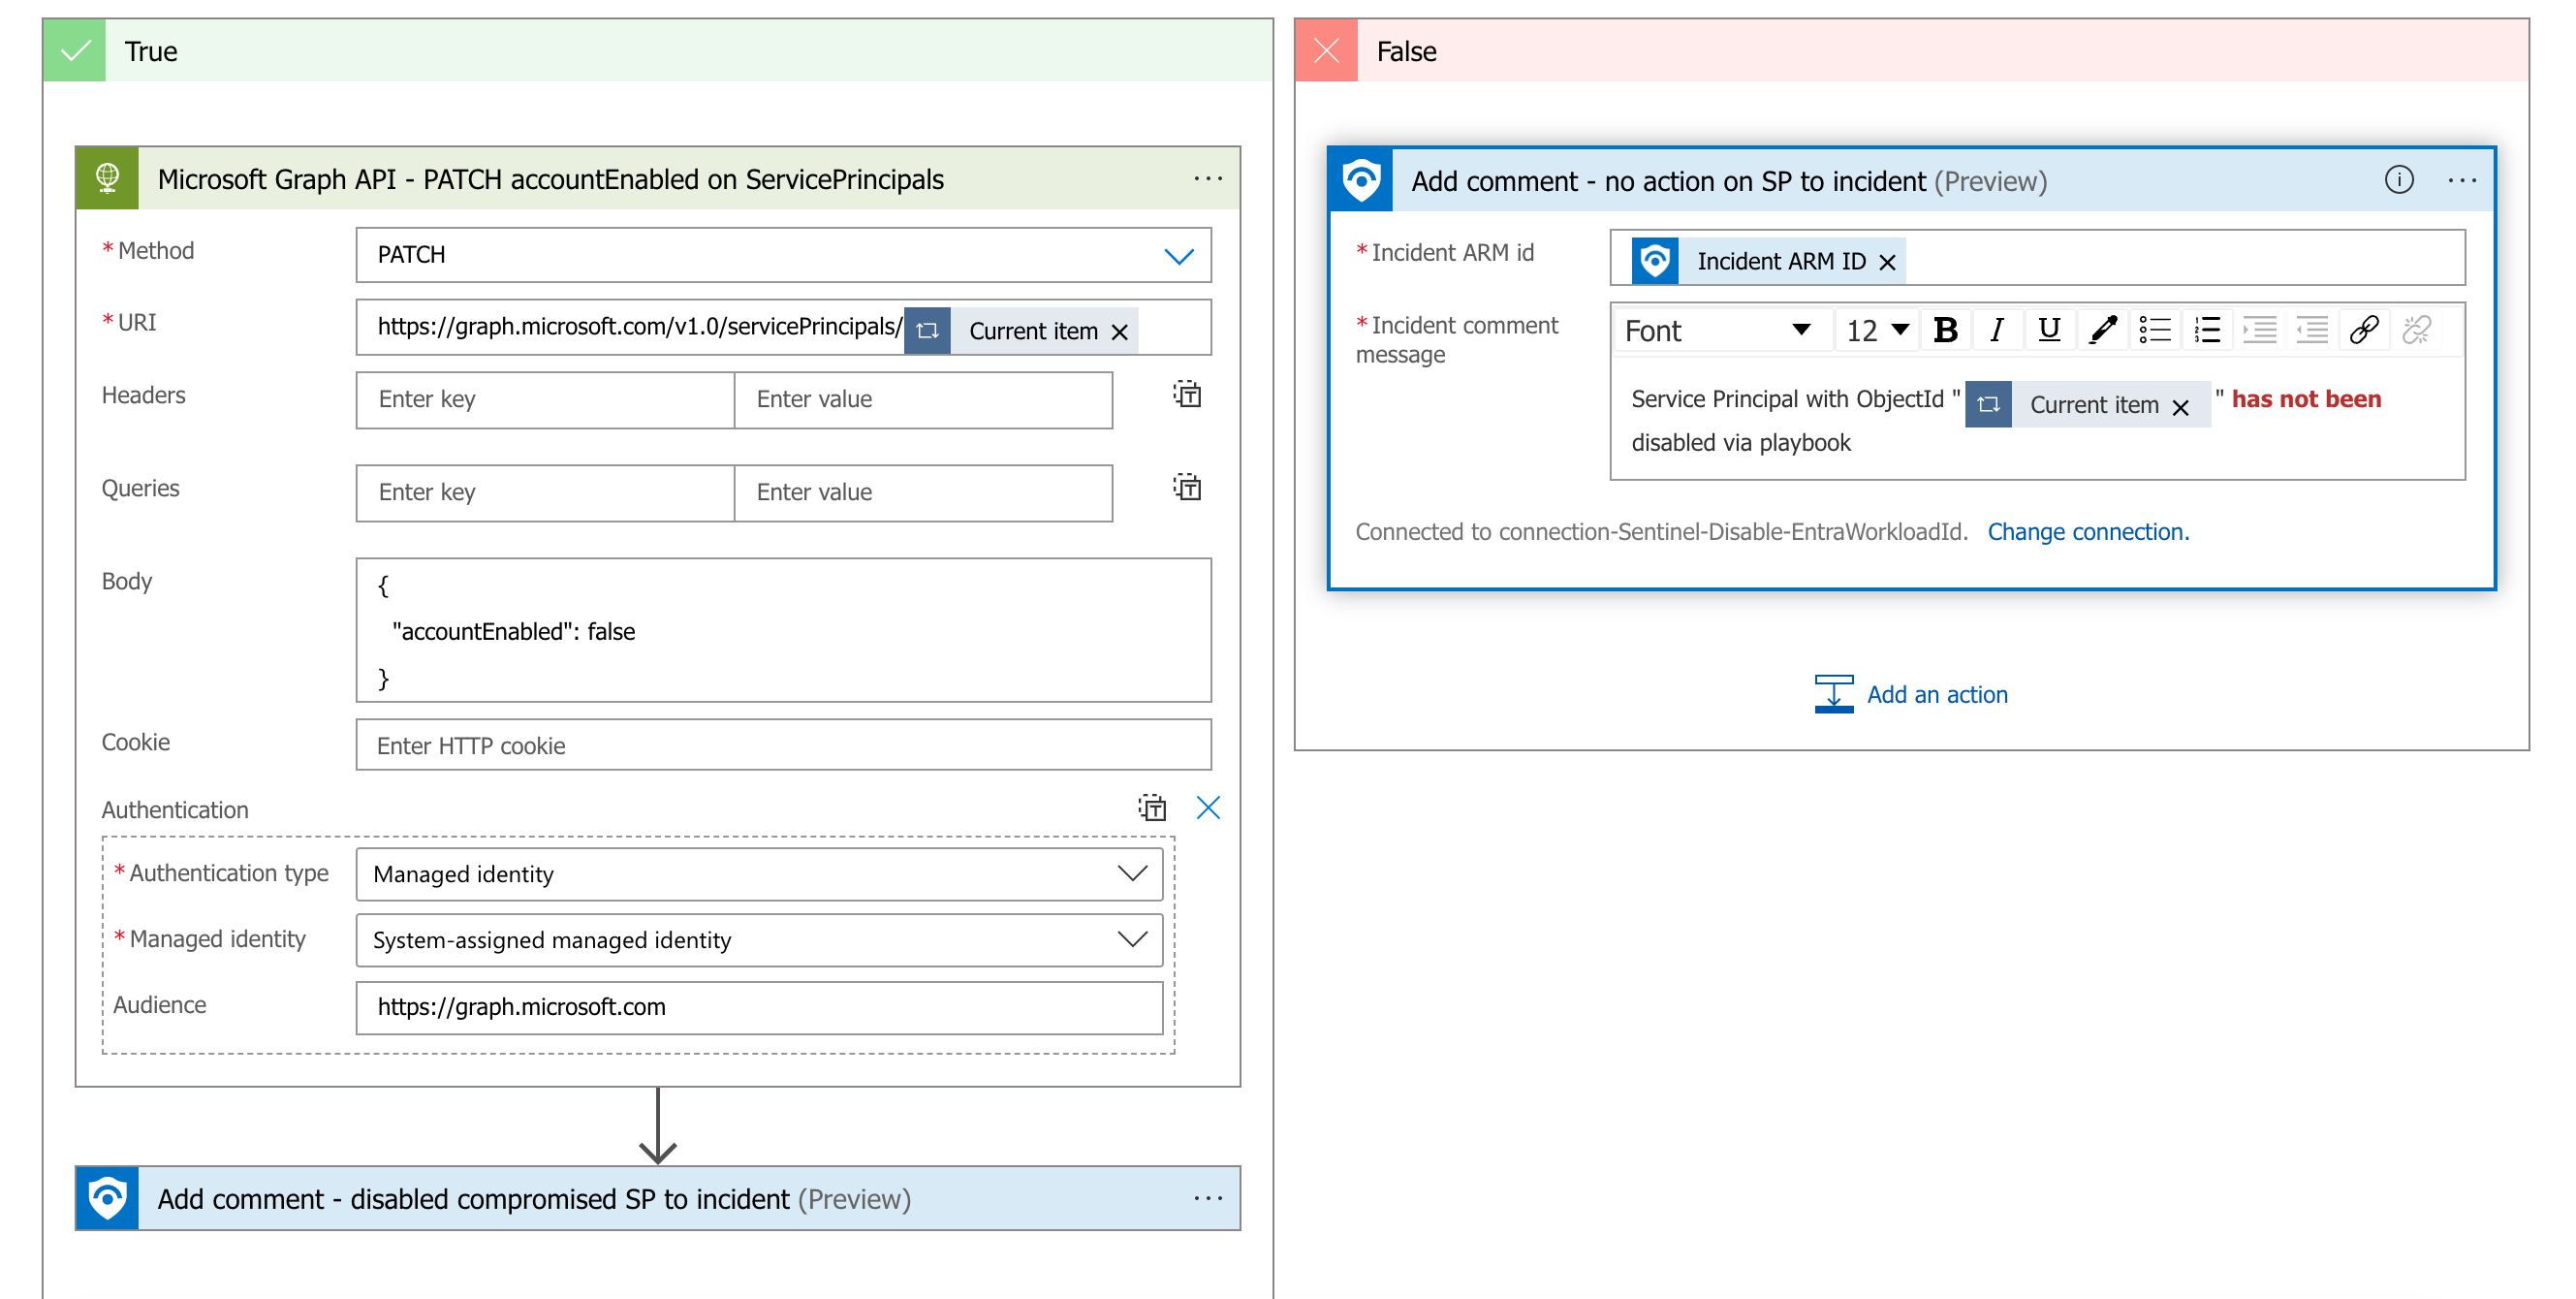 True
Microsoft Graph API - PATCH accountEnabled on ServicePrincipals
* Method
PATCH
* URI
https://graph.microsoft.com/v1.0/servicePrincipals/ Current item
Headers
Enter key
Enter value
Queries
Enter key
Enter value
Body
{
"accountEnabled": false
}
Cookie
Enter HTTP cookie
Authentication
* Authentication type
Managed identity
* Managed identity
System-assigned managed identity
Audience
https://graph.microsoft.com
Add comment - disabled compromised SP to incident (Preview)
False
Add comment - no action on SP to incident (Preview)
* Incident ARM id
Incident ARM ID
* Incident comment
message
Font 12 B I U
Service Principal with ObjectId " Current item " has not been
disabled via playbook
Connected to connection-Sentinel-Disable-EntraWorkloadId. Change connection.
Add an action